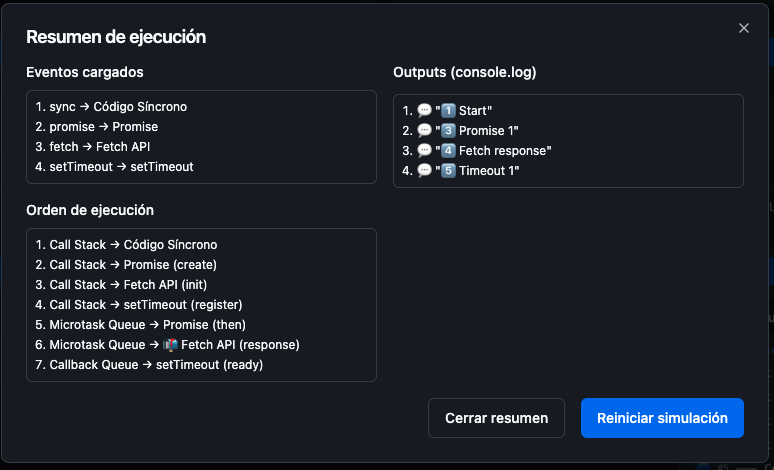 Resumen de ejecución
Eventos cargados
1. sync → Código Síncrono
2. promise → Promise
3. fetch → Fetch API
4. setTimeout → setTimeout
Orden de ejecución
1. Call Stack → Código Síncrono
2. Call Stack → Promise (create)
3. Call Stack → Fetch API (init)
4. Call Stack → setTimeout (register)
5. Microtask Queue → Promise (then)
6. Microtask Queue → 📬 Fetch API (response)
7. Callback Queue → setTimeout (ready)
Outputs (console.log)
1. 💬 "1️⃣ Start"
2. 💬 "3️⃣ Promise 1"
3. 💬 "4️⃣ Fetch response"
4. 💬 "5️⃣ Timeout 1"
Cerrar resumen
Reiniciar simulación